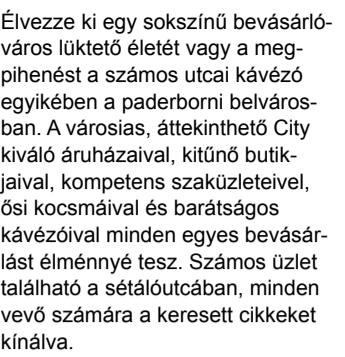 Élvezze ki egy sokszínű bevásárló-
város lüktető életét vagy a meg-
pihenést a számos utcai kávézó
egyikében a paderborni belváros-
ban. A városias, áttekinthető City
kiváló áruházaival, kitűnő butik-
jaival, kompetens szaküzleteivel,
ősi kocsmáival és barátságos
kávézóival minden egyes bevásár-
lást élménnyé tesz. Számos üzlet
található a sétálóutcában, minden
vevő számára a keresett cikkeket
kínálva.